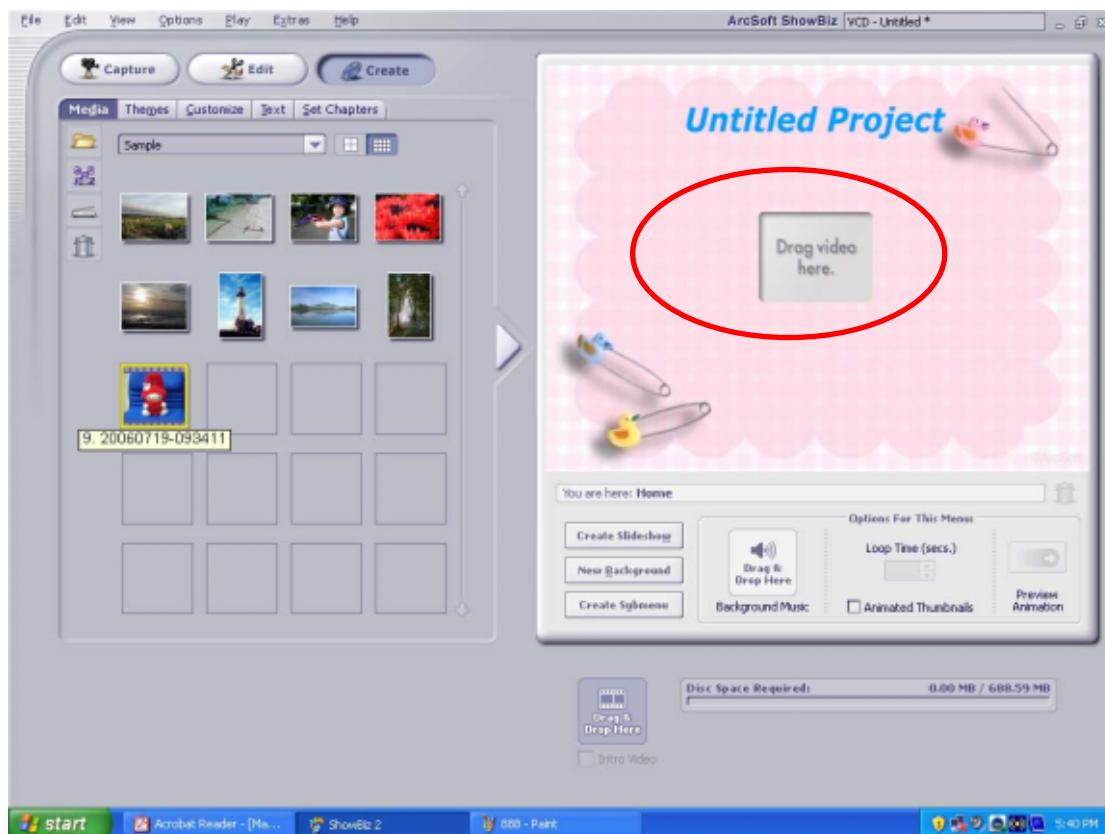 File Edit View Options Play Extras Help
ArcSoft ShowBiz VCD - Untitled *
Capture Edit Create
Media Themes Customize Text Set Chapters
Sample
9. 20060719-093411
Untitled Project
Drag video
here.
You are here: Home
Create Slideshow
New Background
Create Submenu
Drag &
Drop Here
Background Music
Options For This Menu
Loop Time (secs.)
Animated Thumbnails
Preview
Animation
Drag &
Drop Here
Intro Video
Disc Space Required: 0.00 MB / 688.59 MB
start Acrobat Reader - [Ma... ShowBiz 2 888 - Paint 5:40 PM